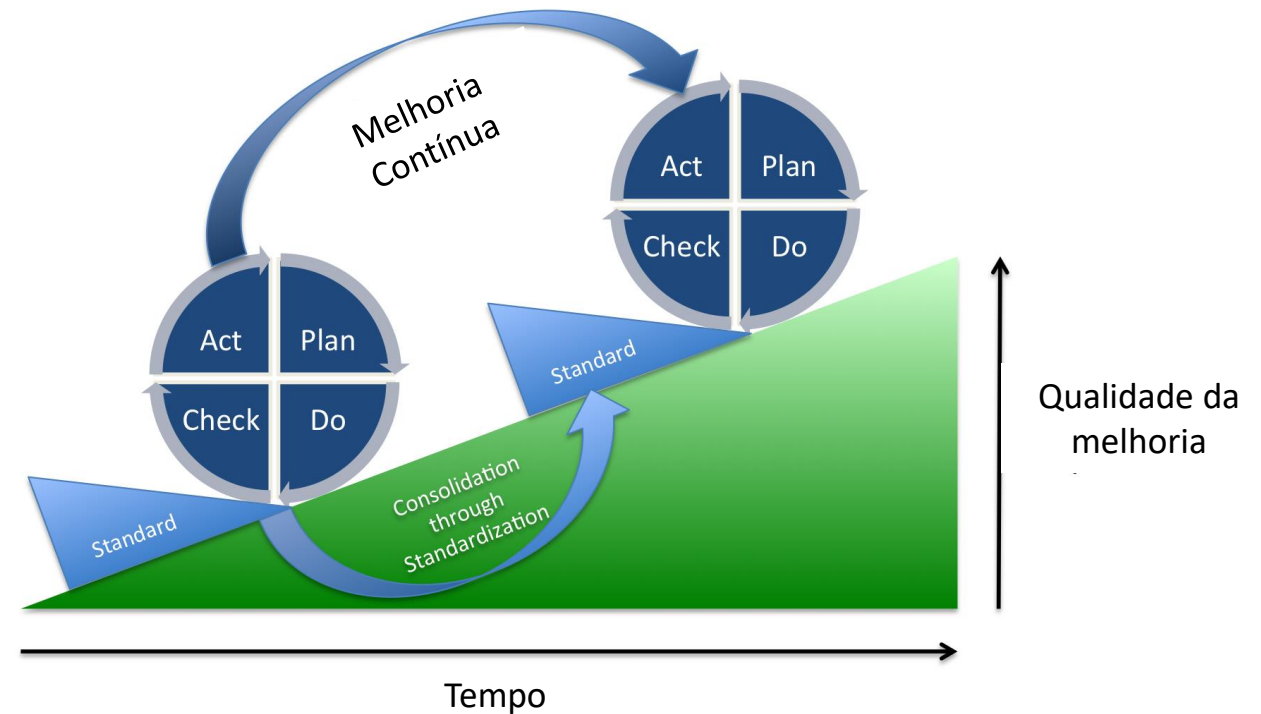 Melhoria
Contínua
Act
Plan
Check
Do
Act
Plan
Check
Do
Standard
Standard
Consolidation
through
Standardization
Qualidade da
melhoria
Tempo